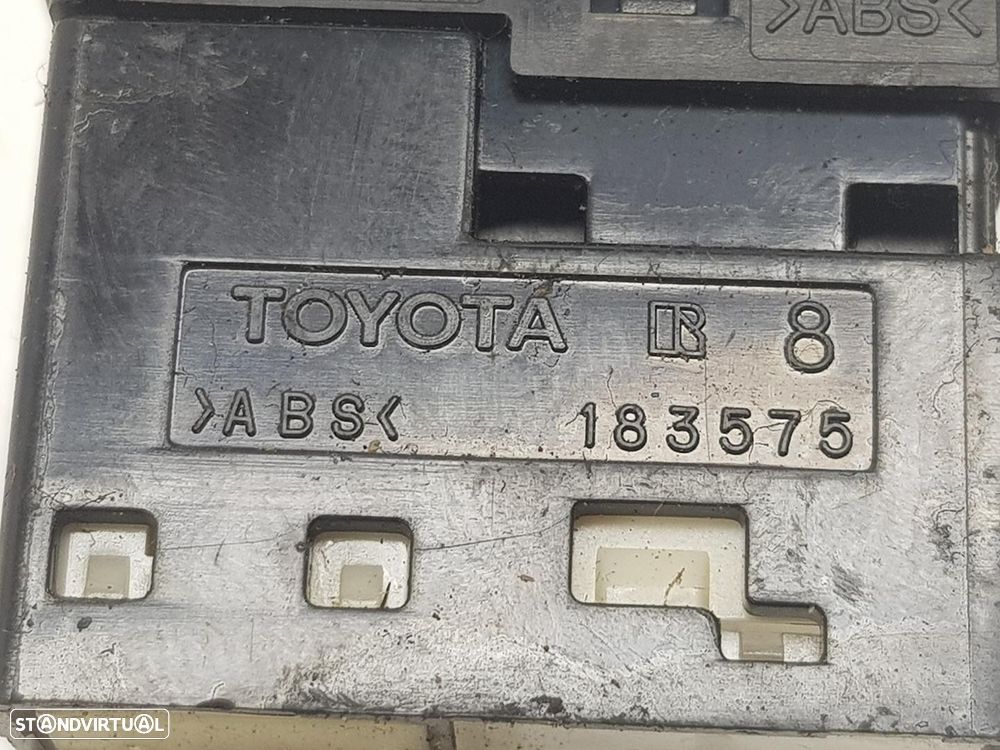 >ABS<
TOYOTA R 8
>ABS< 183575
STANDVIRTUAL